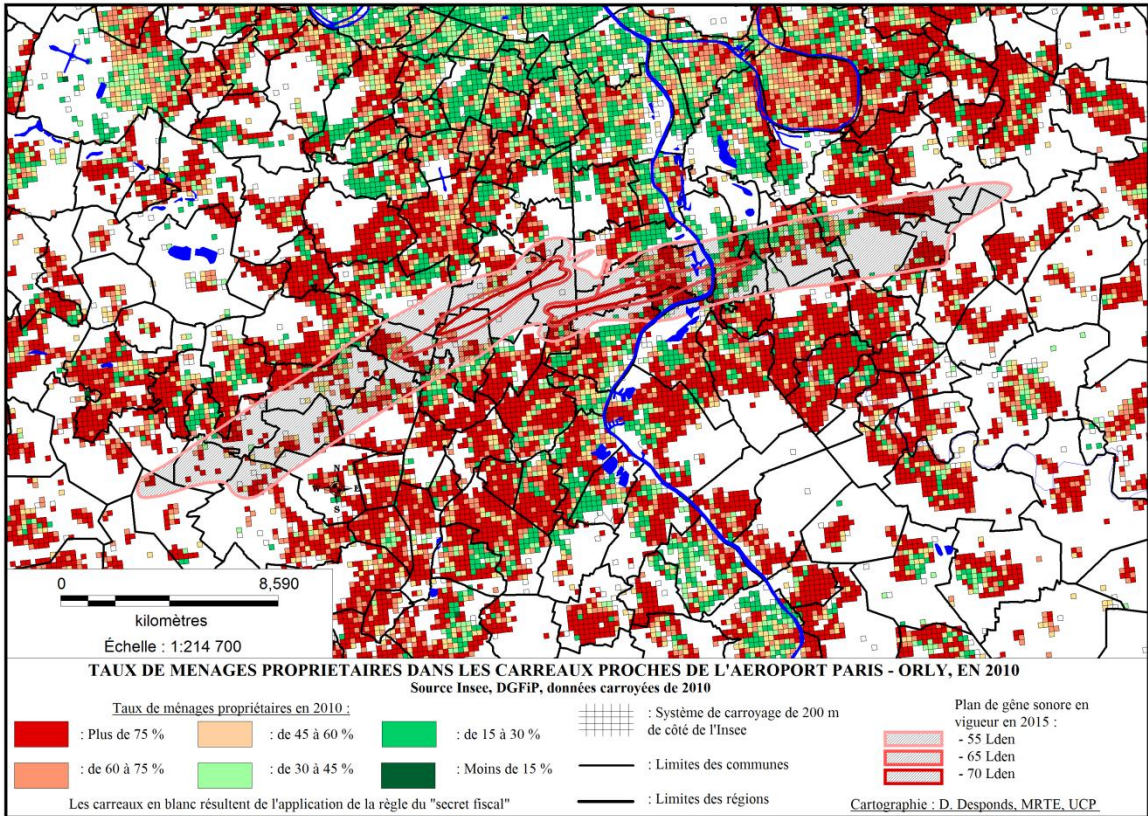 N
W E
S
0 8,590
kilomètres
Échelle : 1:214 700
TAUX DE MENAGES PROPRIETAIRES DANS LES CARREAUX PROCHES DE L'AEROPORT PARIS - ORLY, EN 2010
Source Insee, DGFiP, données carroyées de 2010
Taux de ménages propriétaires en 2010 :
: Plus de 75 %
: de 45 à 60 %
: de 15 à 30 %
: de 60 à 75 %
: de 30 à 45 %
: Moins de 15 %
Les carreaux en blanc résultent de l'application de la règle du "secret fiscal"
: Système de carroyage de 200 m
de côté de l'Insee
: Limites des communes
: Limites des régions
Plan de gêne sonore en
vigueur en 2015 :
- 55 Lden
- 65 Lden
- 70 Lden
Cartographie : D. Desponds, MRTE, UCP